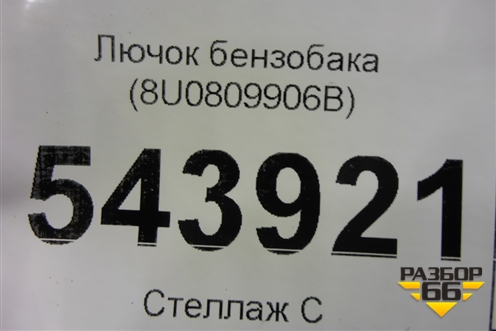 Лючок бензобака
(8U0809906B)
543921
РАЗБОР
66
Стеллаж С